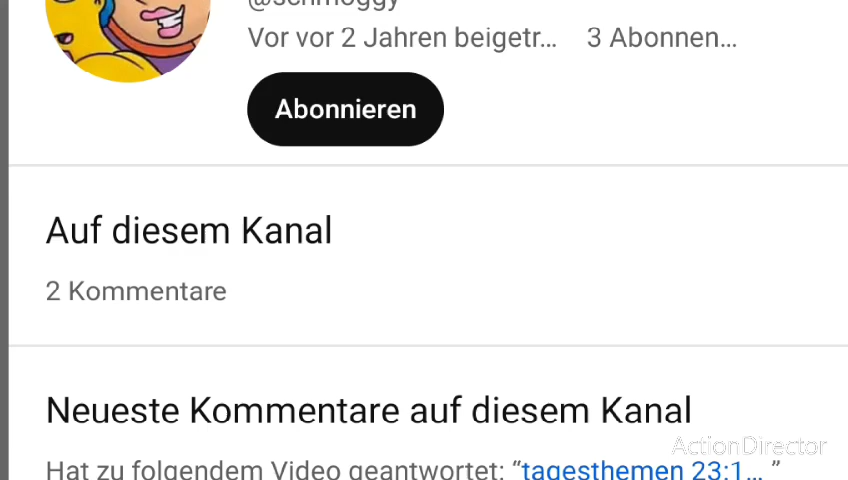 @schmoggy
Vor vor 2 Jahren beigetr... 3 Abonnen...
Abonnieren
Auf diesem Kanal
2 Kommentare
Neueste Kommentare auf diesem Kanal
ActionDirector
Hat zu folgendem Video geantwortet: “tagesthemen 23:1... ”